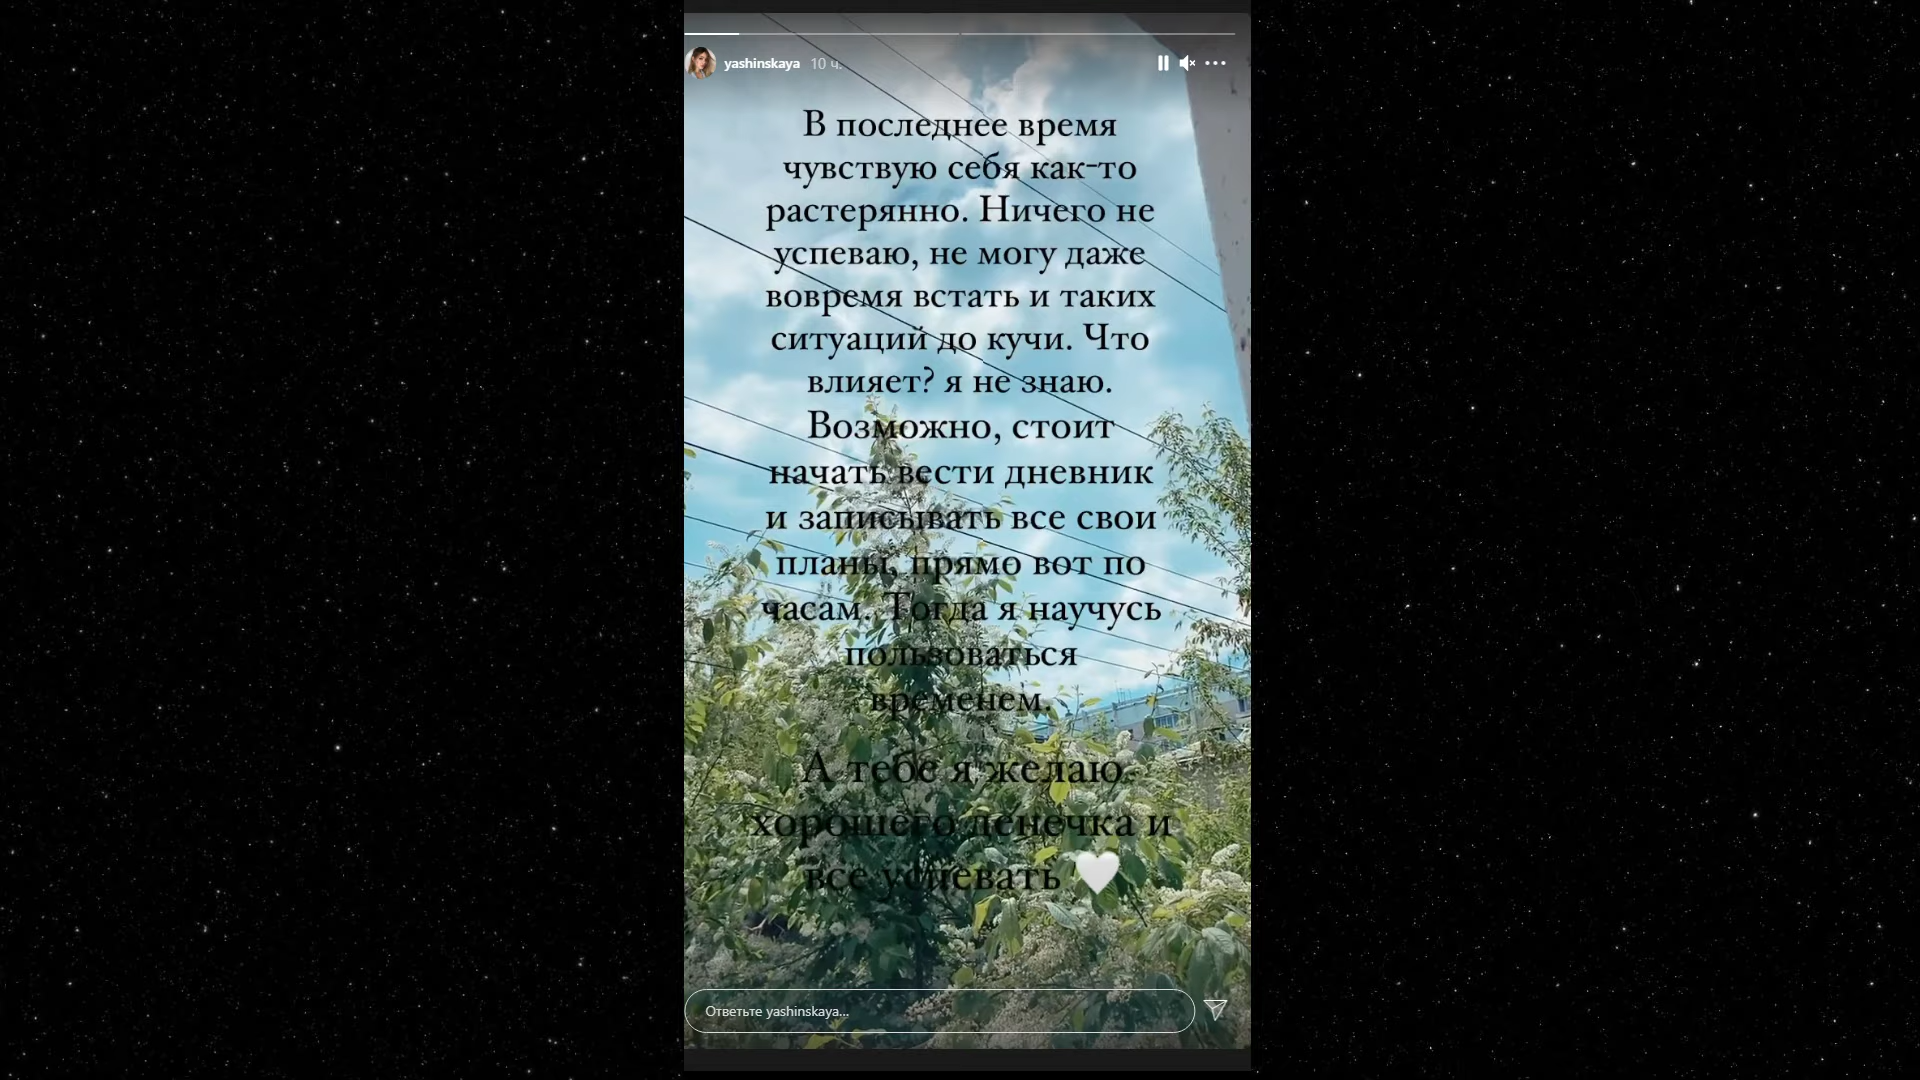 yashinskaya 10 ч.
В последнее время
чувствую себя как-то
растерянно. Ничего не
успеваю, не могу даже
вовремя встать и таких
ситуаций до кучи. Что
влияет? я не знаю.
Возможно, стоит
начать вести дневник
и записывать все свои
планы, прямо вот по
часам. Тогда я научусь
пользоваться
временем.
А тебе я желаю
хорошего денечка и
все успевать 🤍
Ответьте yashinskaya...